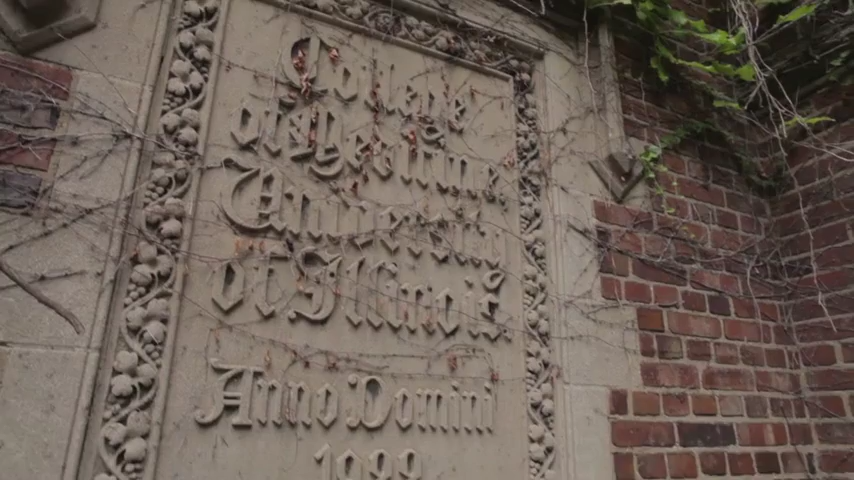 College
of Medicine
University
of Illinois
Anno Domini